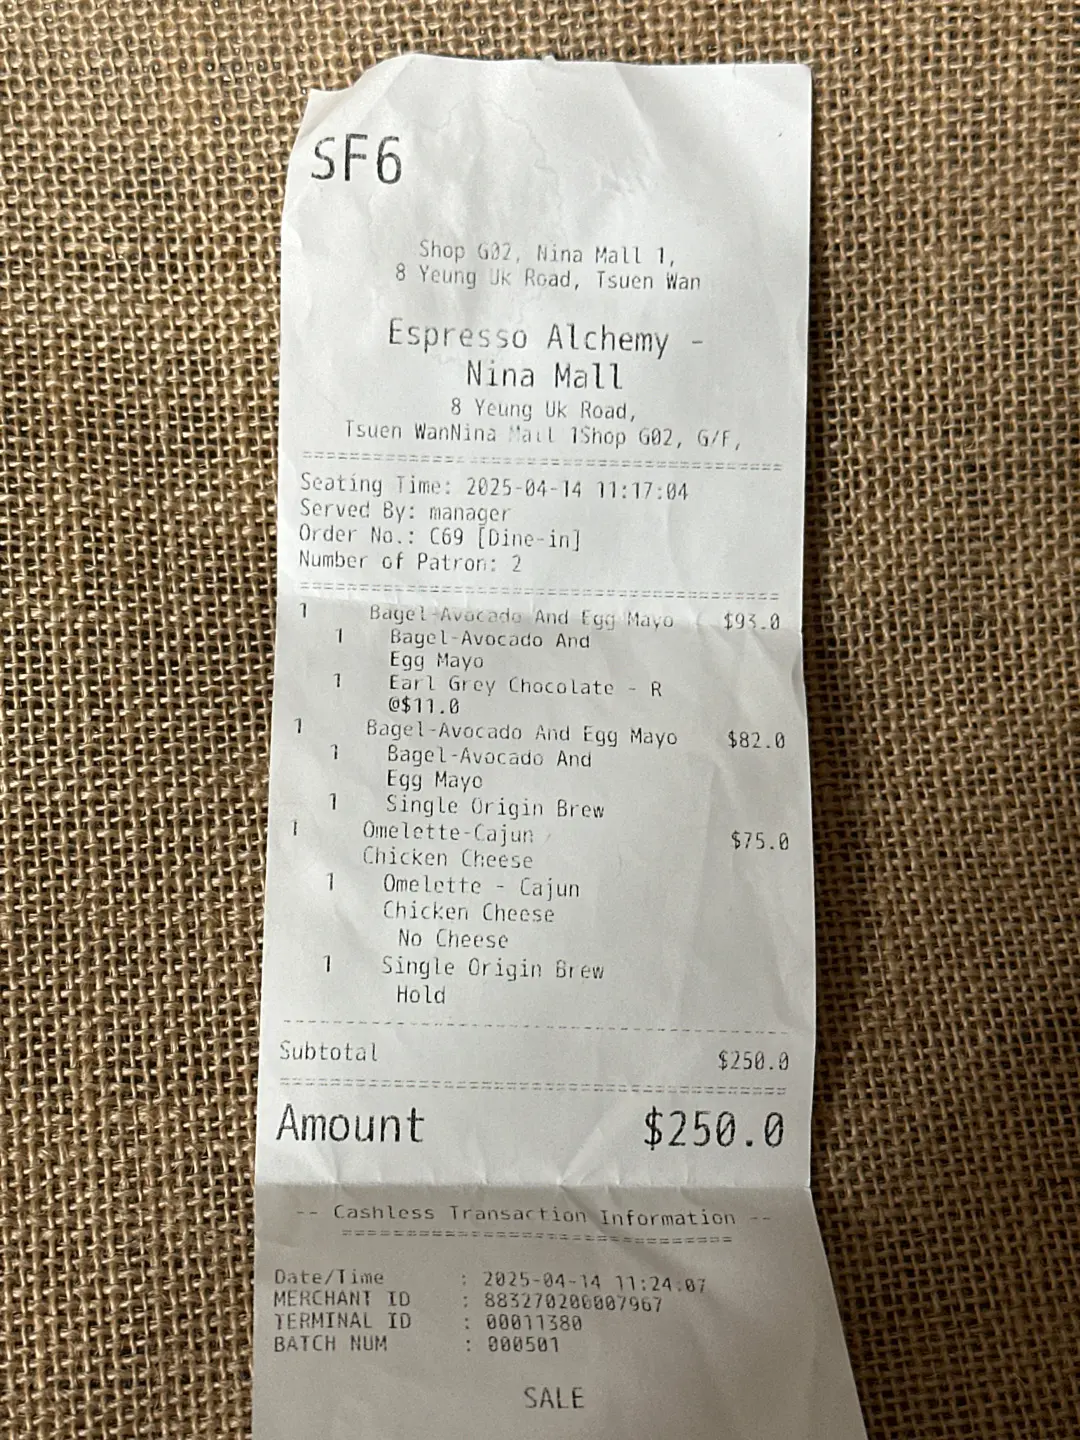 SF6
Shop G02, Nina Mall 1,
8 Yeung Uk Road, Tsuen Wan
Espresso Alchemy -
Nina Mall
8 Yeung Uk Road,
Tsuen WanNina Mall 1Shop G02, G/F,
================================================
Seating Time: 2025-04-14 11:17:04
Served By: manager
Order No.: C69 [Dine-in]
Number of Patron: 2
================================================
1 Bagel-Avocado And Egg Mayo ( $93.0
1 Bagel-Avocado And
Egg Mayo
1 Earl Grey Chocolate - R
@$11.0
1 Bagel-Avocado And Egg Mayo $82.0
1 Bagel-Avocado And
Egg Mayo
1 Single Origin Brew
1 Omelette-Cajun $75.0
Chicken Cheese
1 Omelette - Cajun
Chicken Cheese
No Cheese
1 Single Origin Brew
Hold
------------------------------------------------
Subtotal $250.0
================================================
Amount $250.0
-- Cashless Transaction Information --
======================================
Date/Time : 2025-04-14 11:24:07
MERCHANT ID : 883270206007967
TERMINAL ID : 00011380
BATCH NUM : 000501
SALE